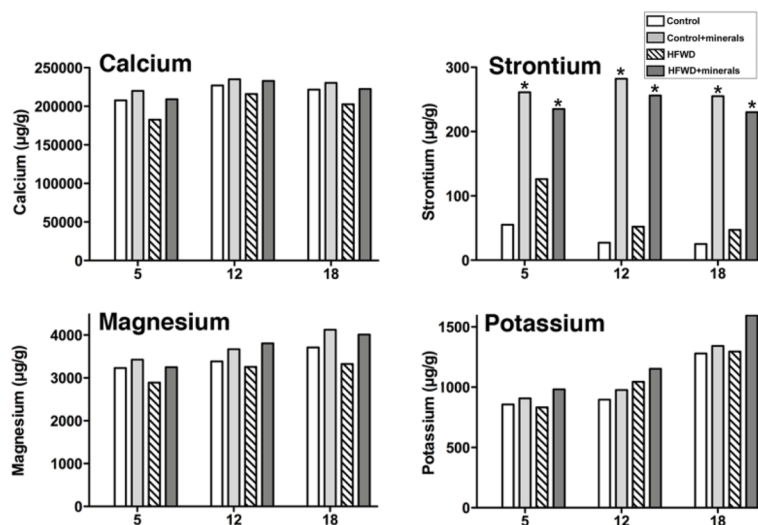 Control
Control+minerals
HFWD
HFWD+minerals
Calcium
250000
200000
150000
100000
50000
0
Calcium (µg/g)
5 12 18
Strontium
300
200
100
0
Strontium (µg/g)
* * * * * *
5 12 18
Magnesium
4000
3000
2000
1000
0
Magnesium (µg/g)
5 12 18
Potassium
1500
1000
500
0
Potassium (µg/g)
5 12 18